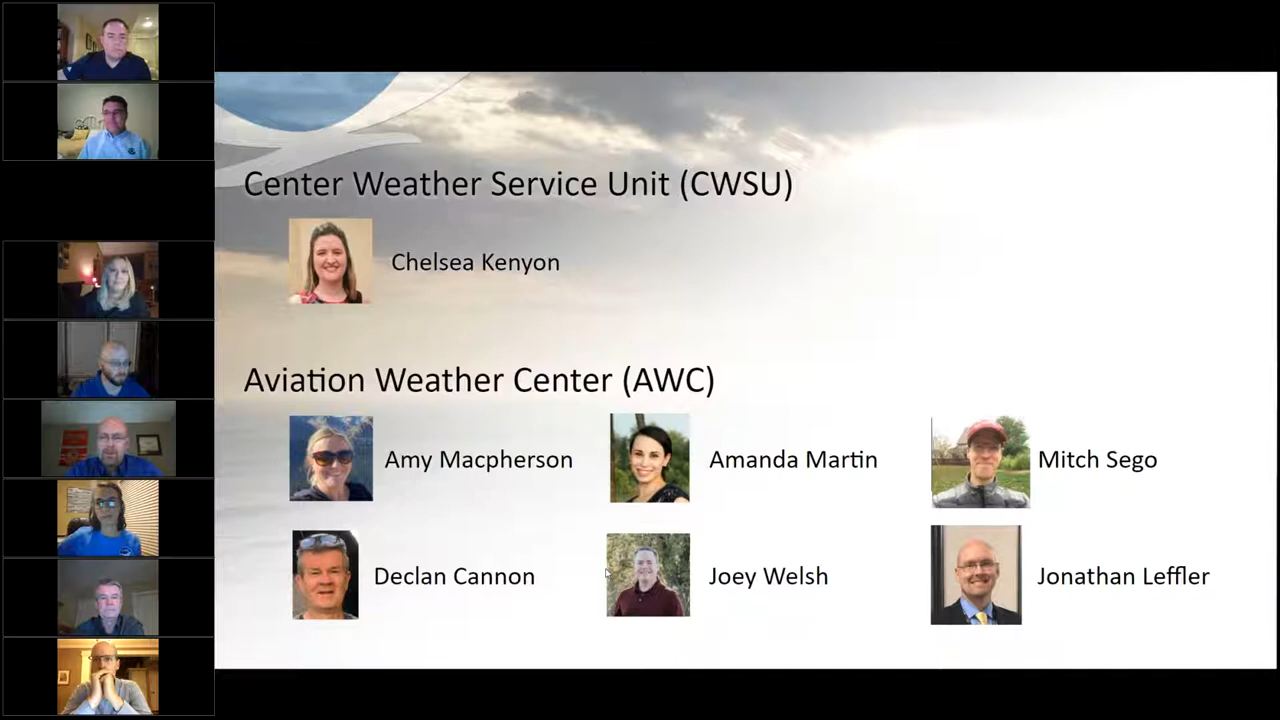 Center Weather Service Unit (CWSU)
Chelsea Kenyon
Aviation Weather Center (AWC)
Amy Macpherson
Amanda Martin
Mitch Sego
Declan Cannon
Joey Welsh
Jonathan Leffler